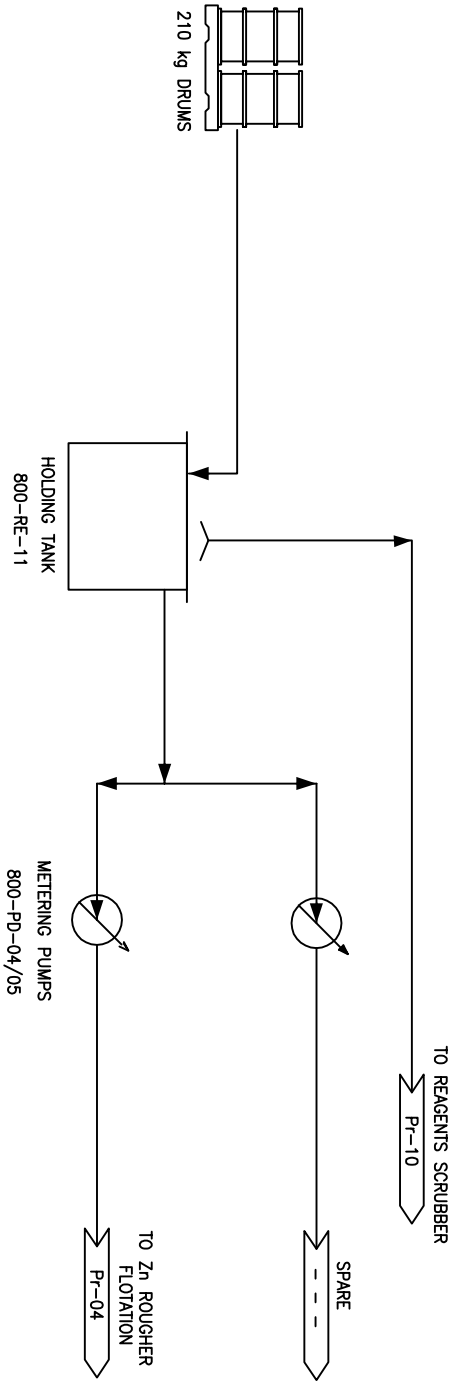 210 kg DRUMS
HOLDING TANK
800-RE-11
METERING PUMPS
800-PD-04/05
TO REAGENTS SCRUBBER
Pr-10
SPARE
- - -
TO Zn ROUGHER
FLOTATION
Pr-04